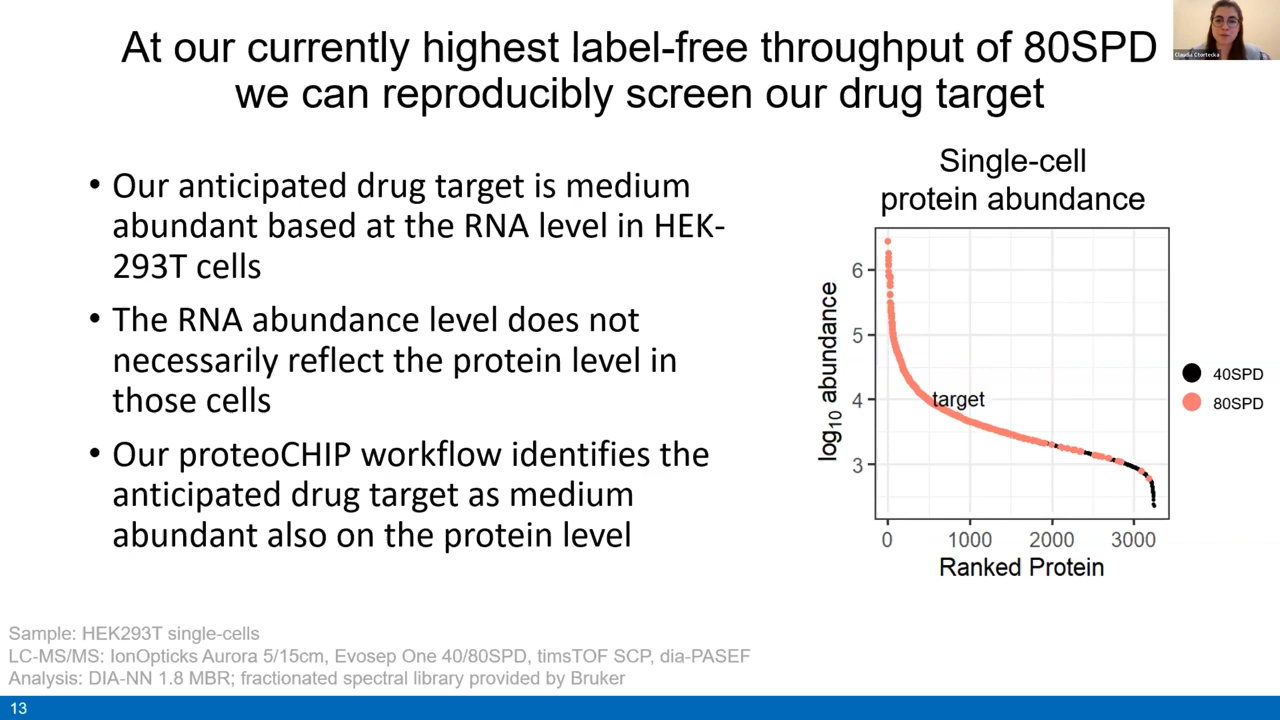 At our currently highest label-free throughput of 80SPD
we can reproducibly screen our drug target
Claudia Ctortecka
• Our anticipated drug target is medium
abundant based at the RNA level in HEK-
293T cells
• The RNA abundance level does not
necessarily reflect the protein level in
those cells
• Our proteoCHIP workflow identifies the
anticipated drug target as medium
abundant also on the protein level
Single-cell
protein abundance
log10 abundance
6
5
4
3
target
0 1000 2000 3000
Ranked Protein
40SPD
80SPD
Sample: HEK293T single-cells
LC-MS/MS: IonOpticks Aurora 5/15cm, Evosep One 40/80SPD, timsTOF SCP, dia-PASEF
Analysis: DIA-NN 1.8 MBR; fractionated spectral library provided by Bruker
13